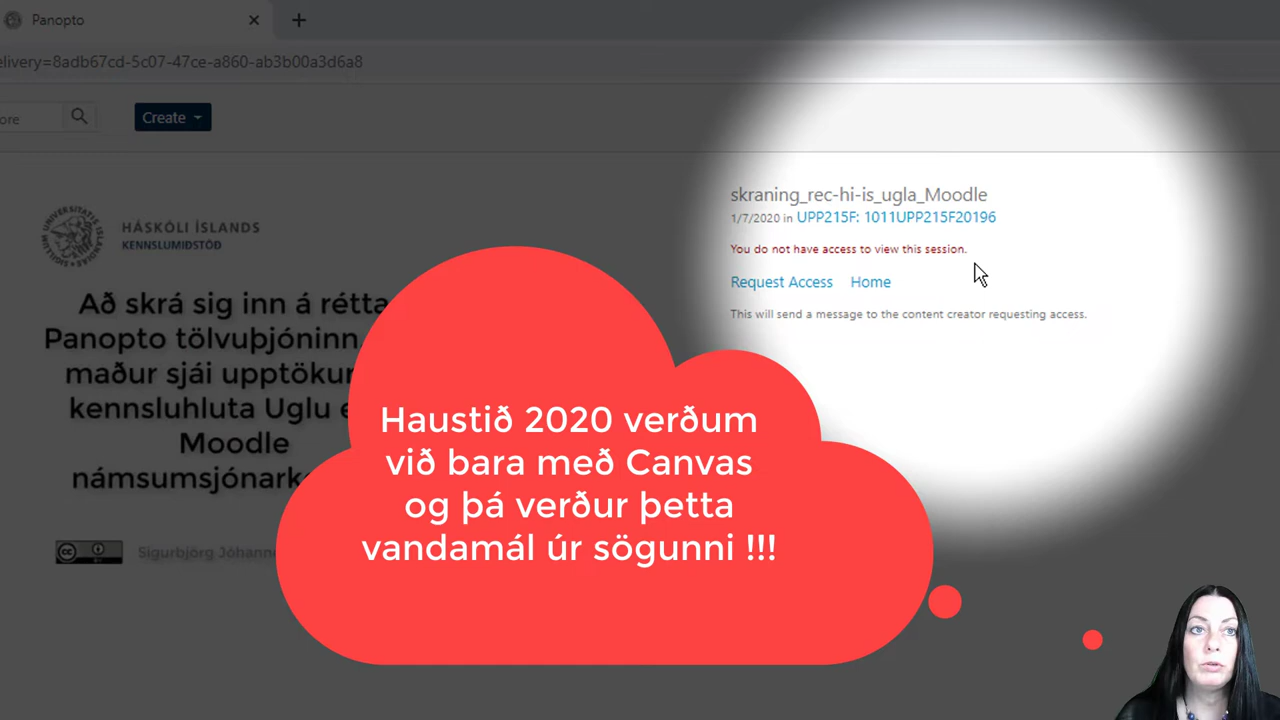 Panopto
elivery=8adb67cd-5c07-47ce-a860-ab3b00a3d6a8
ore
Create
HÁSKÓLI ÍSLANDS
KENNSLUMIÐSTÖÐ
Að skrá sig inn á rétta
Panopto tölvuþjóninn
maður sjái upptökur
kennsluhluta Uglu e
Moodle
námsumsjónarke
Sigurbjörg Jóhanne
skraning_rec-hi-is_ugla_Moodle
1/7/2020 in UPP215F: 1011UPP215F20196
You do not have access to view this session.
Request Access Home
This will send a message to the content creator requesting access.
Haustið 2020 verðum
við bara með Canvas
og þá verður þetta
vandamál úr sögunni !!!